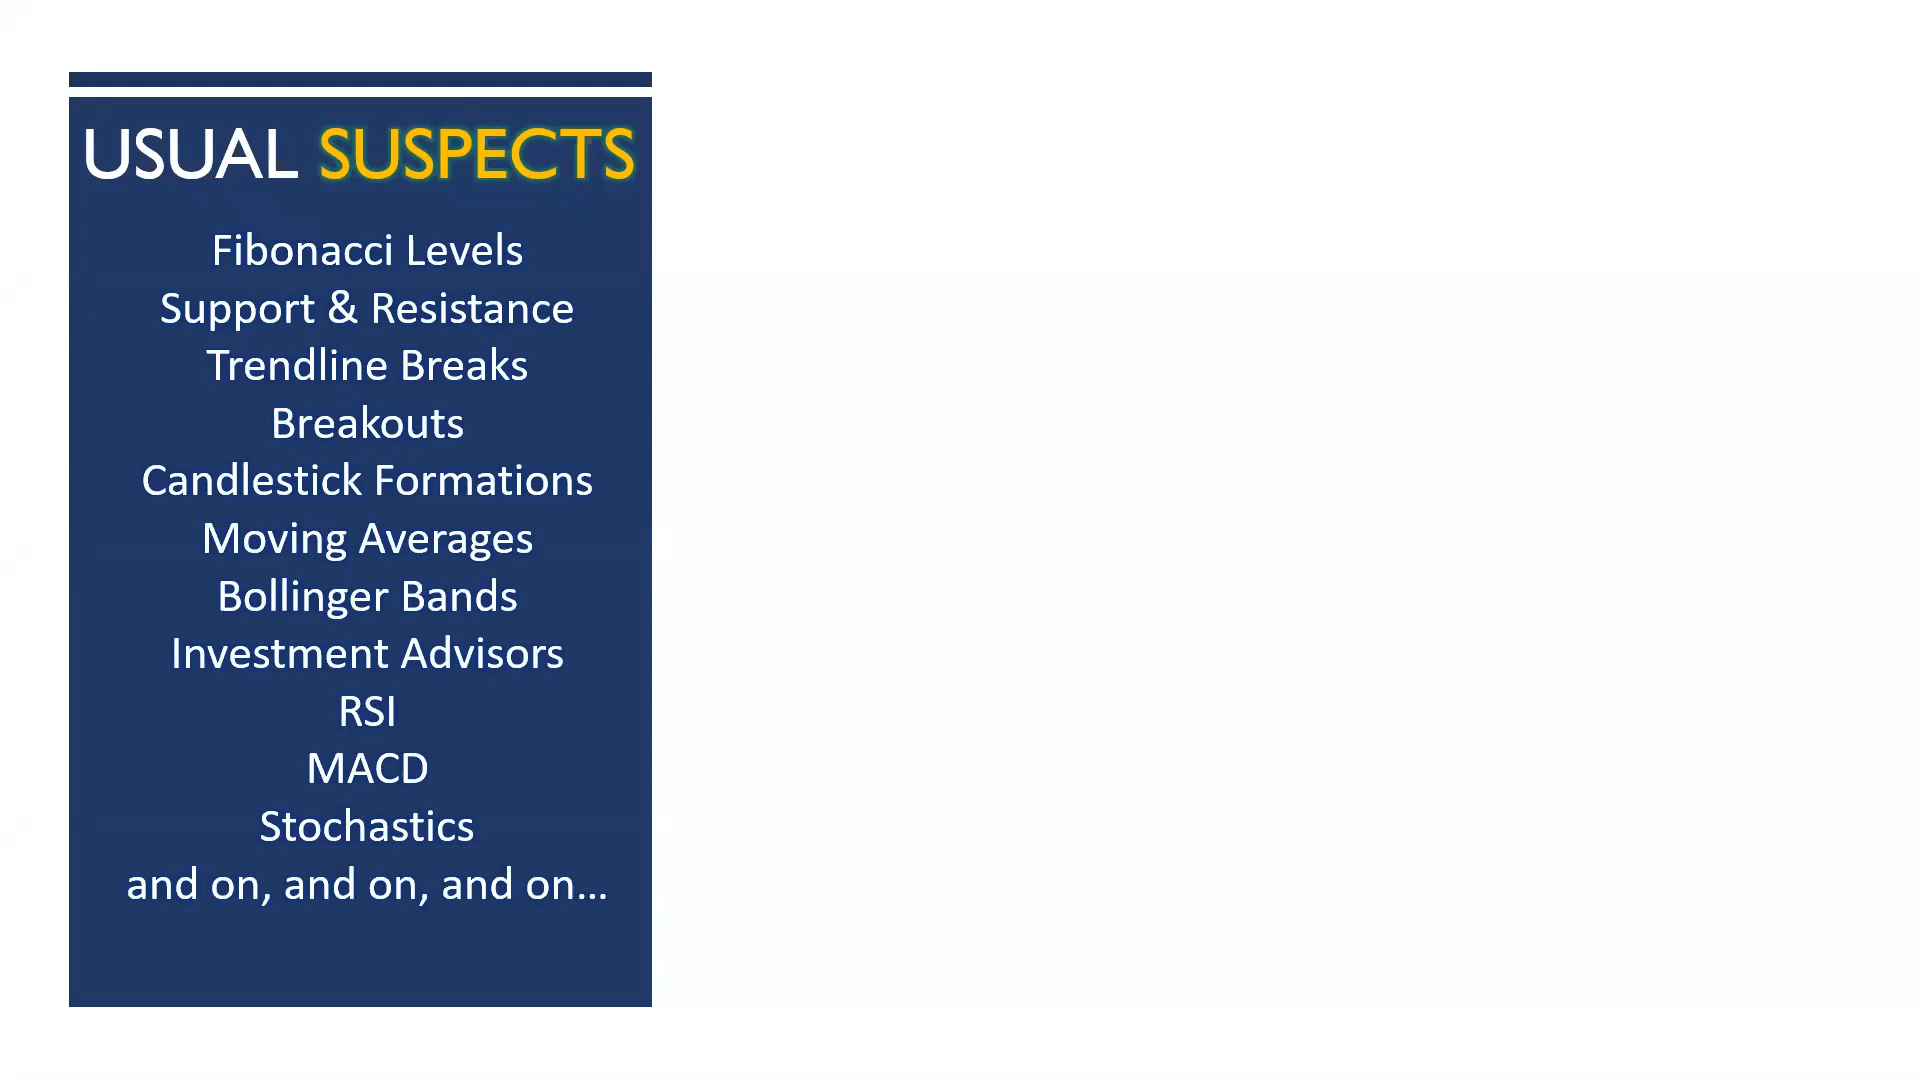 USUAL SUSPECTS
Fibonacci Levels
Support & Resistance
Trendline Breaks
Breakouts
Candlestick Formations
Moving Averages
Bollinger Bands
Investment Advisors
RSI
MACD
Stochastics
and on, and on, and on...